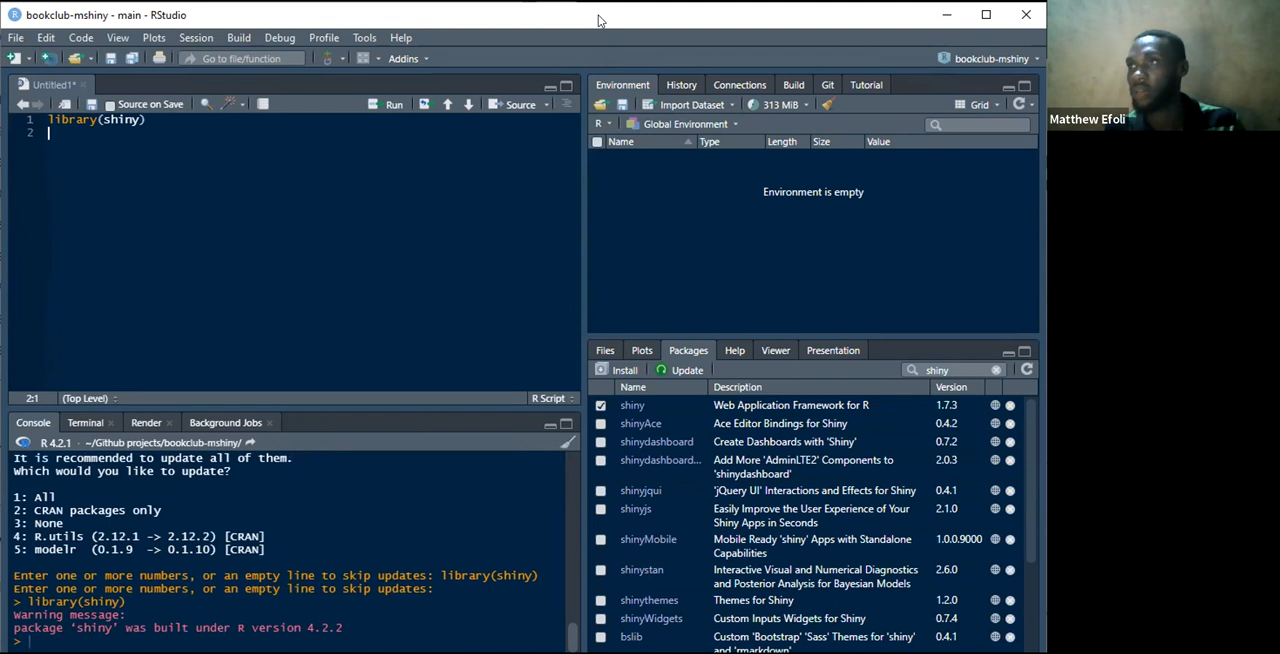 bookclub-mshiny - main - RStudio
File Edit Code View Plots Session Build Debug Profile Tools Help
Go to file/function Addins bookclub-mshiny
Untitled1*
Source on Save Run Source
1 library(shiny)
2
2:1 (Top Level) R Script
Console Terminal Render Background Jobs
R 4.2.1 · ~/Github projects/bookclub-mshiny/
It is recommended to update all of them.
Which would you like to update?
1: All
2: CRAN packages only
3: None
4: R.utils (2.12.1 -> 2.12.2) [CRAN]
5: modelr (0.1.9 -> 0.1.10) [CRAN]
Enter one or more numbers, or an empty line to skip updates: library(shiny)
Enter one or more numbers, or an empty line to skip updates:
> library(shiny)
Warning message:
package ‘shiny’ was built under R version 4.2.2
>
Environment History Connections Build Git Tutorial
Import Dataset 313 MiB Grid
R Global Environment
Name Type Length Size Value
Environment is empty
Files Plots Packages Help Viewer Presentation
Install Update shiny
Name Description Version
shiny Web Application Framework for R 1.7.3
shinyAce Ace Editor Bindings for Shiny 0.4.2
shinydashboard Create Dashboards with 'Shiny' 0.7.2
shinydashboard... Add More 'AdminLTE2' Components to 2.0.3
'shinydashboard'
shinyjqui 'jQuery UI' Interactions and Effects for Shiny 0.4.1
shinyjs Easily Improve the User Experience of Your 2.1.0
Shiny Apps in Seconds
shinyMobile Mobile Ready 'shiny' Apps with Standalone 1.0.0.9000
Capabilities
shinystan Interactive Visual and Numerical Diagnostics 2.6.0
and Posterior Analysis for Bayesian Models
shinythemes Themes for Shiny 1.2.0
shinyWidgets Custom Inputs Widgets for Shiny 0.7.4
bslib Custom 'Bootstrap' 'Sass' Themes for 'shiny' 0.4.1
and 'rmarkdown'
Matthew Efoli